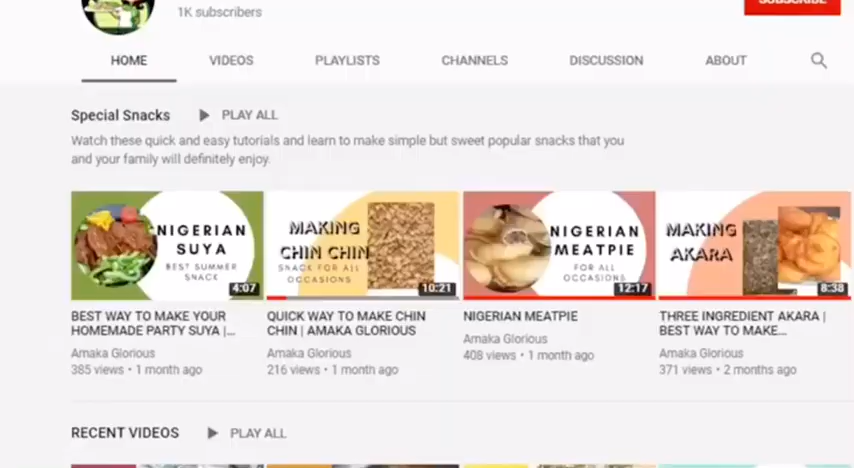 1K subscribers
SUBSCRIBE
HOME VIDEOS PLAYLISTS CHANNELS DISCUSSION ABOUT
Special Snacks PLAY ALL
Watch these quick and easy tutorials and learn to make simple but sweet popular snacks that you
and your family will definitely enjoy.
NIGERIAN
SUYA
BEST SUMMER
SNACK
4:07
MAKING
CHIN CHIN
SNACK FOR ALL
OCCASIONS
10:21
NIGERIAN
MEATPIE
FOR ALL
OCCASIONS
12:17
MAKING
AKARA
8:38
BEST WAY TO MAKE YOUR
HOMEMADE PARTY SUYA |...
Amaka Glorious
385 views • 1 month ago
QUICK WAY TO MAKE CHIN
CHIN | AMAKA GLORIOUS
Amaka Glorious
216 views • 1 month ago
NIGERIAN MEATPIE
Amaka Glorious
408 views • 1 month ago
THREE INGREDIENT AKARA |
BEST WAY TO MAKE...
Amaka Glorious
371 views • 2 months ago
RECENT VIDEOS PLAY ALL